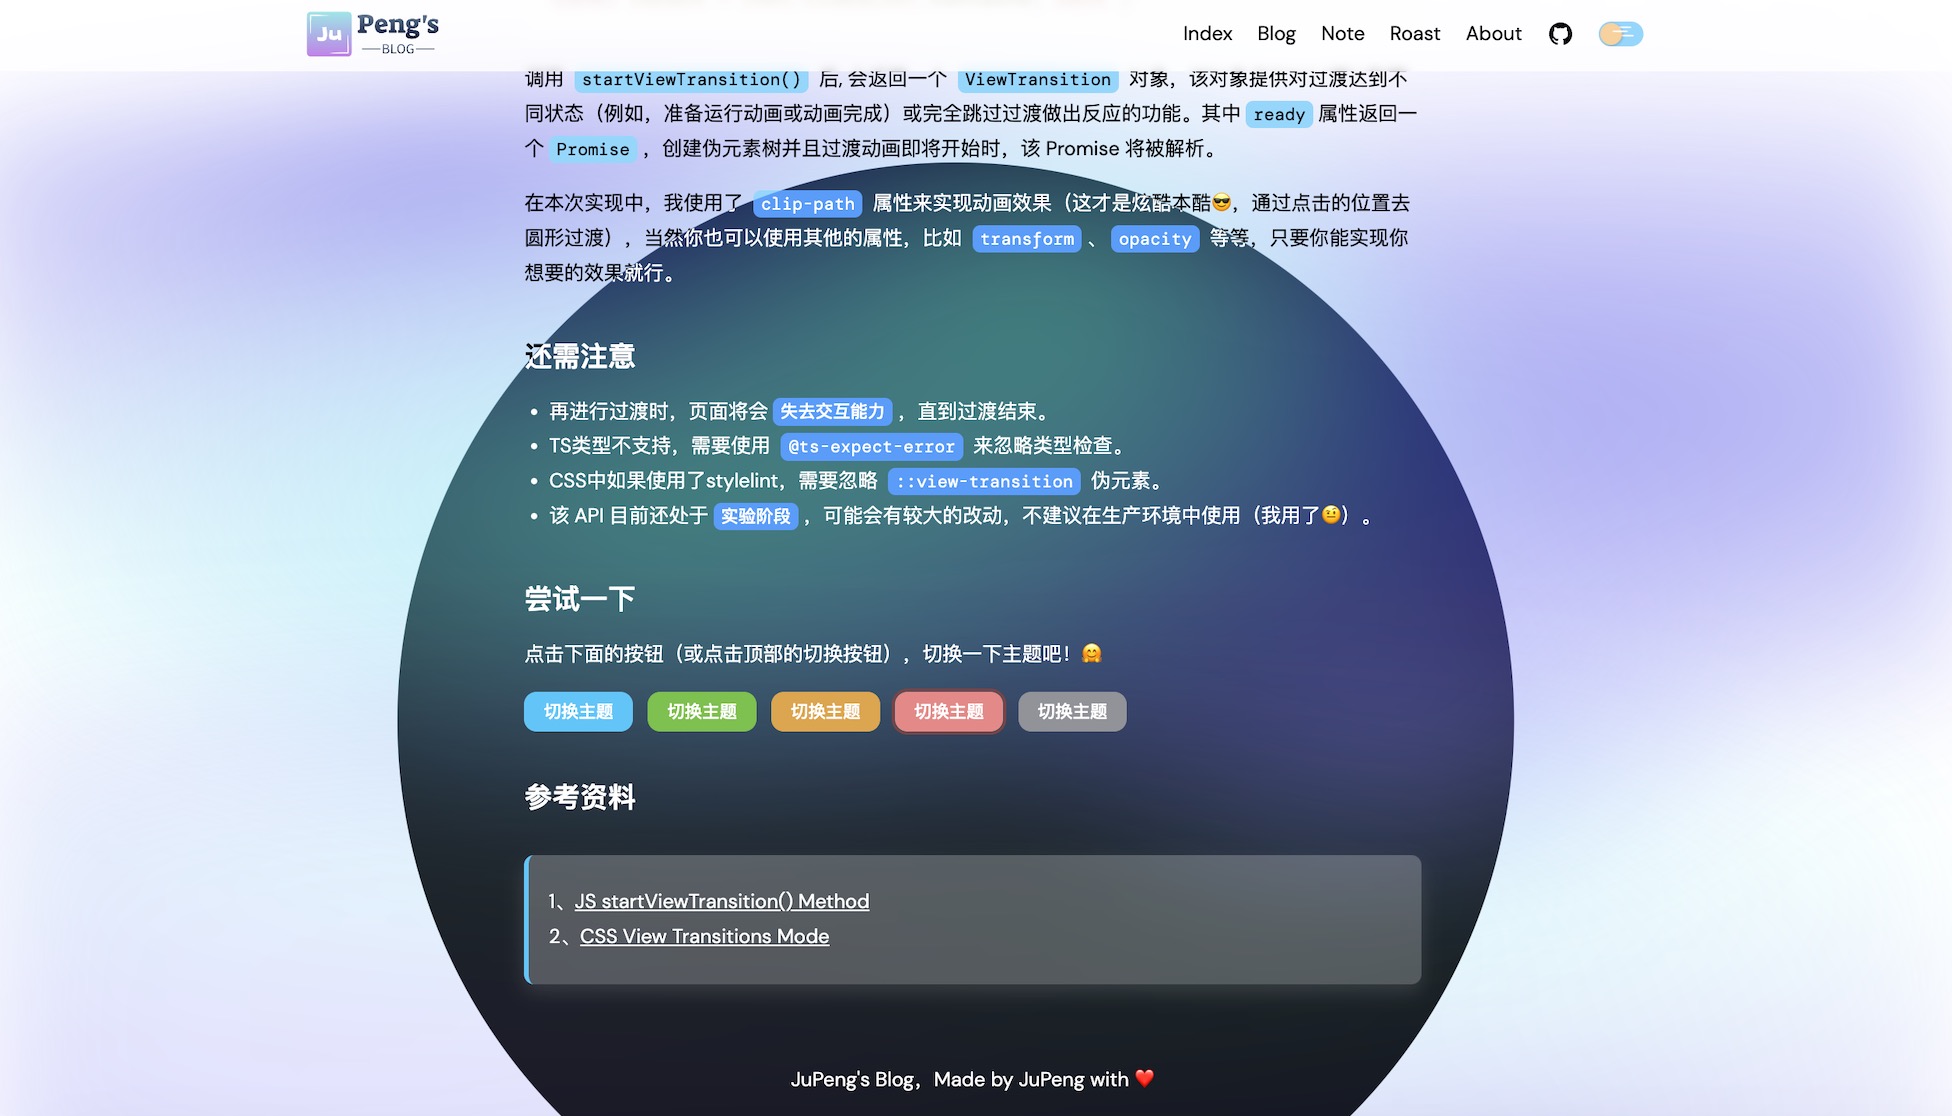 Ju Peng's
BLOG
Index Blog Note Roast About
调用 startViewTransition() 后, 会返回一个 ViewTransition 对象，该对象提供对过渡达到不
同状态（例如，准备运行动画或动画完成）或完全跳过过渡做出反应的功能。其中 ready 属性返回一
个 Promise ，创建伪元素树并且过渡动画即将开始时，该 Promise 将被解析。
在本次实现中，我使用了 clip-path 属性来实现动画效果（这才是炫酷本酷😎，通过点击的位置去
圆形过渡），当然你也可以使用其他的属性，比如 transform 、 opacity 等等，只要你能实现你
想要的效果就行。
还需注意
• 再进行过渡时，页面将会 失去交互能力 ，直到过渡结束。
• TS类型不支持，需要使用 @ts-expect-error 来忽略类型检查。
• CSS中如果使用了stylelint，需要忽略 ::view-transition 伪元素。
• 该 API 目前还处于 实验阶段 ，可能会有较大的改动，不建议在生产环境中使用（我用了🤨）。
尝试一下
点击下面的按钮（或点击顶部的切换按钮），切换一下主题吧！🤗
切换主题 切换主题 切换主题 切换主题 切换主题
参考资料
1、JS startViewTransition() Method
2、CSS View Transitions Mode
JuPeng's Blog，Made by JuPeng with ❤️